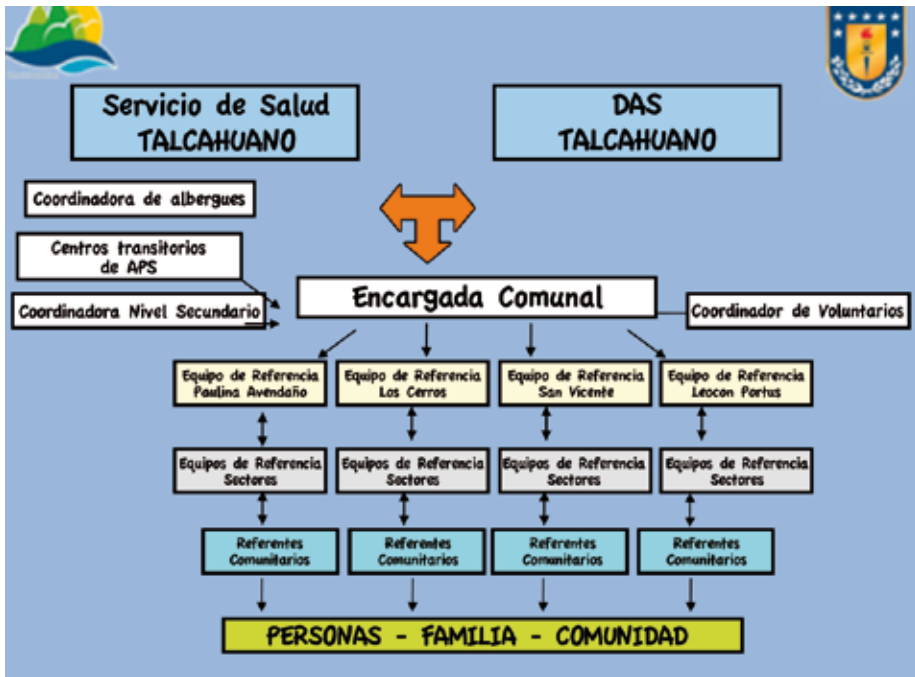 Servicio de Salud
TALCAHUANO
DAS
TALCAHUANO
Coordinadora de albergues
Centros transitorios
de APS
Coordinadora Nivel Secundario
Encargada Comunal
Coordinador de Voluntarios
Equipo de Referencia
Paulina Avendaño
Equipo de Referencia
Los Cerros
Equipo de Referencia
San Vicente
Equipo de Referencia
Leocon Portus
Equipos de Referencia
Sectores
Equipos de Referencia
Sectores
Equipos de Referencia
Sectores
Equipos de Referencia
Sectores
Referentes
Comunitarios
Referentes
Comunitarios
Referentes
Comunitarios
Referentes
Comunitarios
PERSONAS - FAMILIA - COMUNIDAD